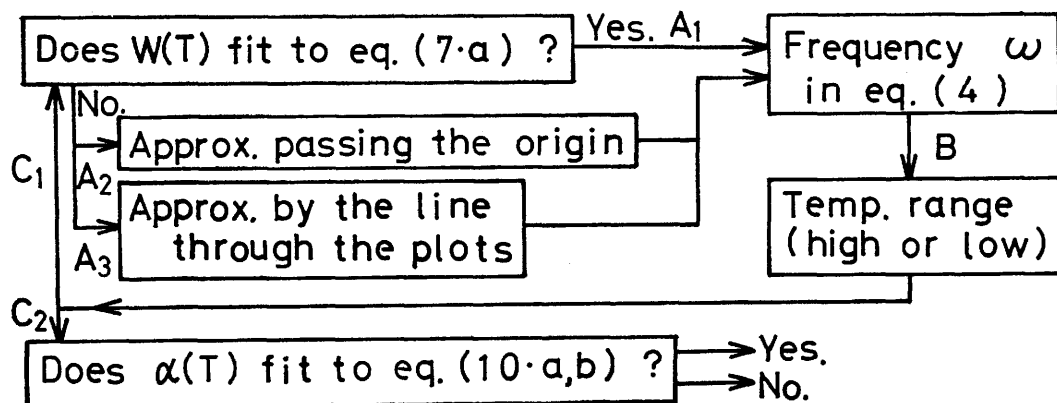 Does W(T) fit to eq. (7·a) ?
Yes. A1
Frequency ω
in eq. (4)
No.
Approx. passing the origin
B
C1
A2
Approx. by the line
through the plots
Temp. range
(high or low)
A3
C2
Does α(T) fit to eq. (10·a,b) ?
Yes.
No.